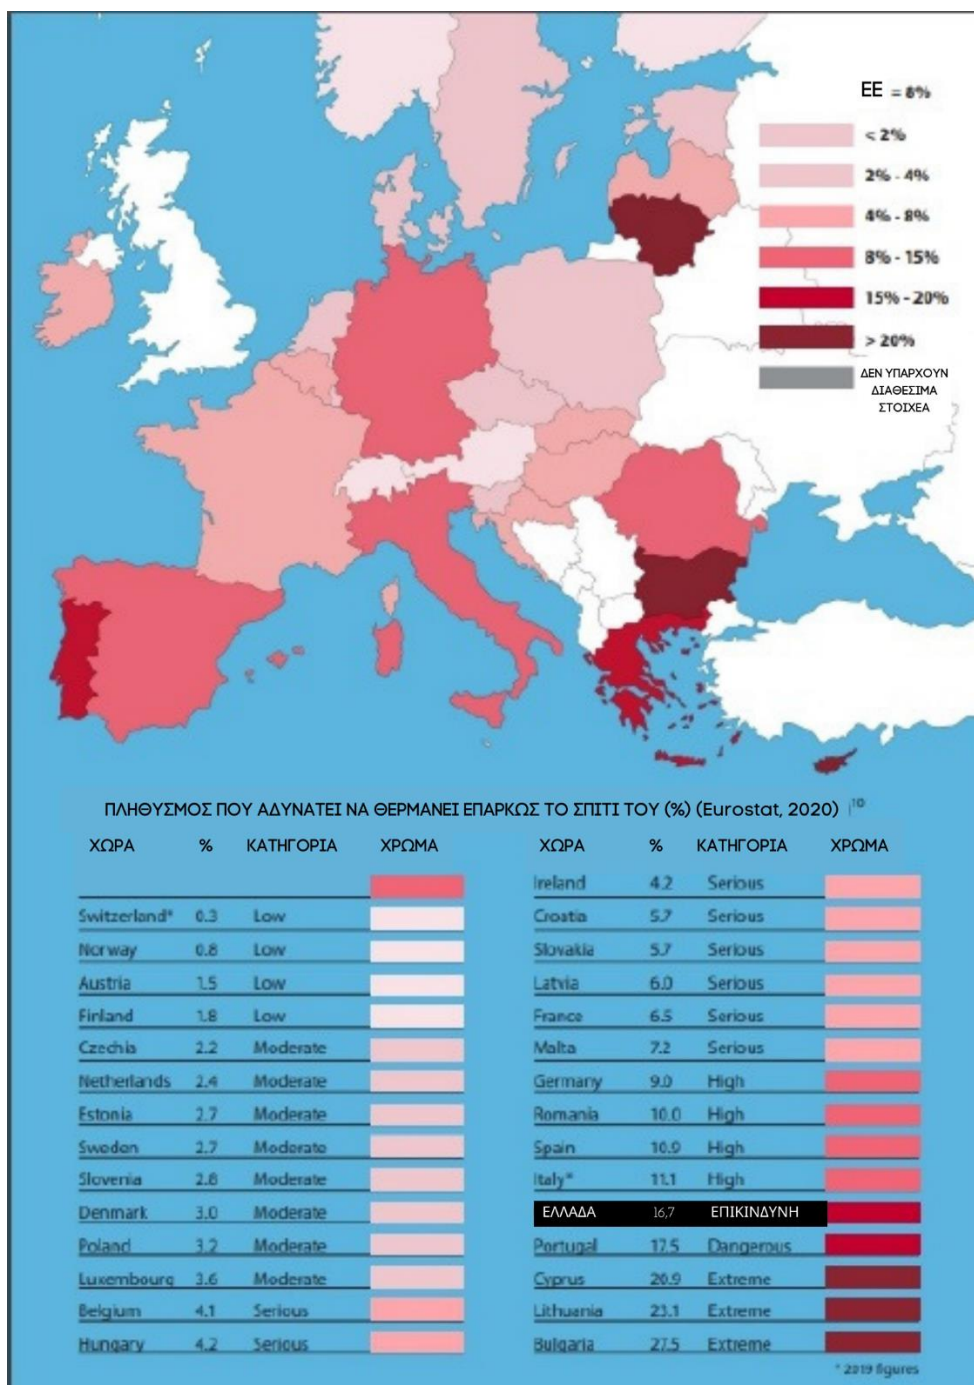 ΕΕ = 8%
< 2%
2% - 4%
4% - 8%
8% - 15%
15% - 20%
> 20%
ΔΕΝ ΥΠΑΡΧΟΥΝ
ΔΙΑΘΕΣΙΜΑ
ΣΤΟΙΧΕΑ
ΠΛΗΘΥΣΜΟΣ ΠΟΥ ΑΔΥΝΑΤΕΙ ΝΑ ΘΕΡΜΑΝΕΙ ΕΠΑΡΚΩΣ ΤΟ ΣΠΙΤΙ ΤΟΥ (%) (Eurostat, 2020) 10
ΧΩΡΑ % ΚΑΤΗΓΟΡΙΑ ΧΡΩΜΑ
Switzerland* 0.3 Low
Norway 0.8 Low
Austria 1.5 Low
Finland 1.8 Low
Czechia 2.2 Moderate
Netherlands 2.4 Moderate
Estonia 2.7 Moderate
Sweden 2.7 Moderate
Slovenia 2.8 Moderate
Denmark 3.0 Moderate
Poland 3.2 Moderate
Luxembourg 3.6 Moderate
Belgium 4.1 Serious
Hungary 4.2 Serious
ΧΩΡΑ % ΚΑΤΗΓΟΡΙΑ ΧΡΩΜΑ
Ireland 4.2 Serious
Croatia 5.7 Serious
Slovakia 5.7 Serious
Latvia 6.0 Serious
France 6.5 Serious
Malta 7.2 Serious
Germany 9.0 High
Romania 10.0 High
Spain 10.9 High
Italy* 11.1 High
ΕΛΛΑΔΑ 16,7 ΕΠΙΚΙΝΔΥΝΗ
Portugal 17.5 Dangerous
Cyprus 20.9 Extreme
Lithuania 23.1 Extreme
Bulgaria 27.5 Extreme
* 2019 figures